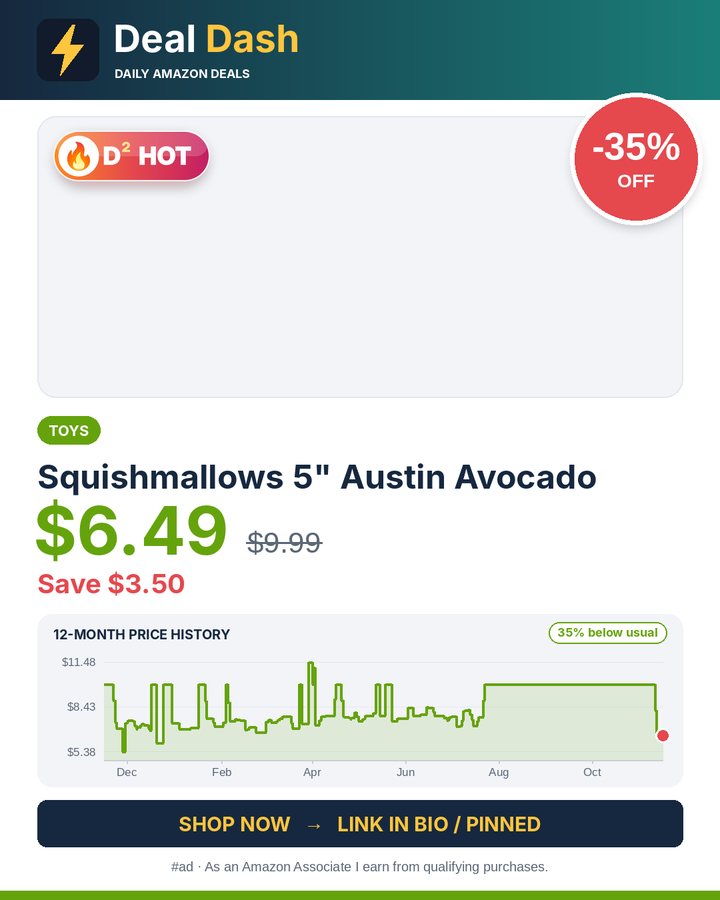 Deal Dash
DAILY AMAZON DEALS
D² HOT
-35%
OFF
TOYS
Squishmallows 5" Austin Avocado
$6.49 $9.99
Save $3.50
12-MONTH PRICE HISTORY
35% below usual
$11.48
$8.43
$5.38
Dec Feb Apr Jun Aug Oct
SHOP NOW → LINK IN BIO / PINNED
#ad · As an Amazon Associate I earn from qualifying purchases.